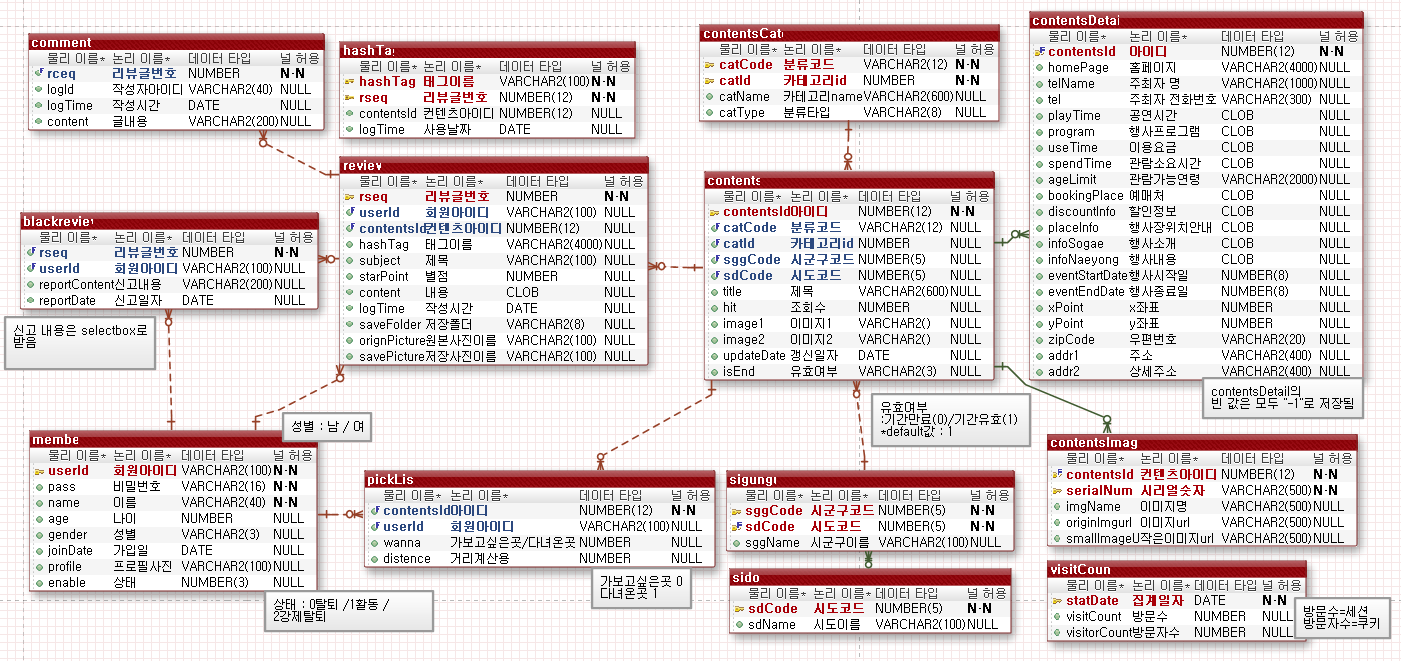 comment
물리 이름* 논리 이름* 데이터 타입 널 허용
rceq 리뷰글번호 NUMBER N-N
logId 작성자아이디 VARCHAR2(40) NULL
logTime 작성시간 DATE NULL
content 글내용 VARCHAR2(200) NULL
hashTa
물리 이름* 논리 이름* 데이터 타입 널 허용
hashTag 태그이름 VARCHAR2(100) N-N
rseq 리뷰글번호 NUMBER(12) N-N
contentsId 컨텐츠아이디 NUMBER(12) NULL
logTime 사용날짜 DATE NULL
contentsCat
물리 이름* 논리 이름* 데이터 타입 널 허용
catCode 분류코드 VARCHAR2(12) N-N
catId 카테고리id NUMBER N-N
catName 카테고리name VARCHAR2(600) NULL
catType 분류타입 VARCHAR2(8) NULL
contentsDetai
물리 이름* 논리 이름* 데이터 타입 널 허용
contentsId 아이디 NUMBER(12) N-N
homePage 홈페이지 VARCHAR2(4000) NULL
telName 주최자 명 VARCHAR2(1000) NULL
tel 주최자 전화번호 VARCHAR2(300) NULL
playTime 공연시간 CLOB NULL
program 행사프로그램 CLOB NULL
useTime 이용요금 CLOB NULL
spendTime 관람소요시간 CLOB NULL
ageLimit 관람가능연령 VARCHAR2(2000) NULL
bookingPlace 예매처 CLOB NULL
discountInfo 할인정보 CLOB NULL
placeInfo 행사장위치안내 CLOB NULL
infoSogae 행사소개 CLOB NULL
infoNaeyong 행사내용 CLOB NULL
eventStartDate 행사시작일 NUMBER(8) NULL
eventEndDate 행사종료일 NUMBER(8) NULL
xPoint x좌표 NUMBER NULL
yPoint y좌표 NUMBER NULL
zipCode 우편번호 VARCHAR2(20) NULL
addr1 주소 VARCHAR2(400) NULL
addr2 상세주소 VARCHAR2(400) NULL
contentsDetail의
빈 값은 모두 "-1"로 저장됨
review
물리 이름* 논리 이름* 데이터 타입 널 허용
rseq 리뷰글번호 NUMBER N-N
userId 회원아이디 VARCHAR2(100) NULL
contentsId 컨텐츠아이디 NUMBER(12) NULL
hashTag 태그이름 VARCHAR2(4000) NULL
subject 제목 VARCHAR2(100) NULL
starPoint 별점 NUMBER NULL
content 내용 CLOB NULL
logTime 작성시간 DATE NULL
saveFolder 저장폴더 VARCHAR2(8) NULL
orignPicture 원본사진이름 VARCHAR2(100) NULL
savePicture 저장사진이름 VARCHAR2(100) NULL
contents
물리 이름* 논리 이름* 데이터 타입 널 허용
contentsId 아이디 NUMBER(12) N-N
catCode 분류코드 VARCHAR2(12) NULL
catId 카테고리id NUMBER NULL
sggCode 시군구코드 NUMBER(5) NULL
sdCode 시도코드 NUMBER(5) NULL
title 제목 VARCHAR2(600) NULL
hit 조회수 NUMBER NULL
image1 이미지1 VARCHAR2() NULL
image2 이미지2 VARCHAR2() NULL
updateDate 갱신일자 DATE NULL
isEnd 유효여부 VARCHAR2(3) NULL
유효여부
:기간만료(0)/기간유효(1)
*default값 : 1
blackreview
물리 이름* 논리 이름* 데이터 타입 널 허용
rseq 리뷰글번호 NUMBER N-N
userId 회원아이디 VARCHAR2(100) NULL
reportContent 신고내용 VARCHAR2(200) NULL
reportDate 신고일자 DATE NULL
신고 내용은 selectbox로
받음
성별 : 남 / 여
membe
물리 이름* 논리 이름* 데이터 타입 널 허용
userId 회원아이디 VARCHAR2(100) N-N
pass 비밀번호 VARCHAR2(16) N-N
name 이름 VARCHAR2(40) N-N
age 나이 NUMBER NULL
gender 성별 VARCHAR2(3) NULL
joinDate 가입일 DATE NULL
profile 프로필사진 VARCHAR2(100) NULL
enable 상태 NUMBER(3) NULL
상태 : 0탈퇴 /1활동 /
2강제탈퇴
pickLis
물리 이름* 논리 이름* 데이터 타입 널 허용
contentsId 아이디 NUMBER(12) N-N
userId 회원아이디 VARCHAR2(100) NULL
wanna 가보고싶은곳/다녀온곳 NUMBER NULL
distence 거리계산용 NUMBER NULL
가보고싶은곳 0
다녀온곳 1
sigungu
물리 이름* 논리 이름* 데이터 타입 널 허용
sggCode 시군구코드 NUMBER(5) N-N
sdCode 시도코드 NUMBER(5) N-N
sggName 시군구이름 VARCHAR2(100) NULL
sido
물리 이름* 논리 이름* 데이터 타입 널 허용
sdCode 시도코드 NUMBER(5) N-N
sdName 시도이름 VARCHAR2(100) NULL
contentsImag
물리 이름* 논리 이름* 데이터 타입 널 허용
contentsId 컨텐츠아이디 NUMBER(12) N-N
serialNum 시리얼숫자 VARCHAR2(500) N-N
imgName 이미지명 VARCHAR2(500) NULL
originImgurl 이미지url VARCHAR2(500) NULL
smallImageU 작은이미지url VARCHAR2(500) NULL
visitCoun
물리 이름* 논리 이름* 데이터 타입 널 허용
statDate 집계일자 DATE N-N
visitCount 방문수 NUMBER NULL
visitorCount 방문자수 NUMBER NULL
방문수=세션
방문자수=쿠키